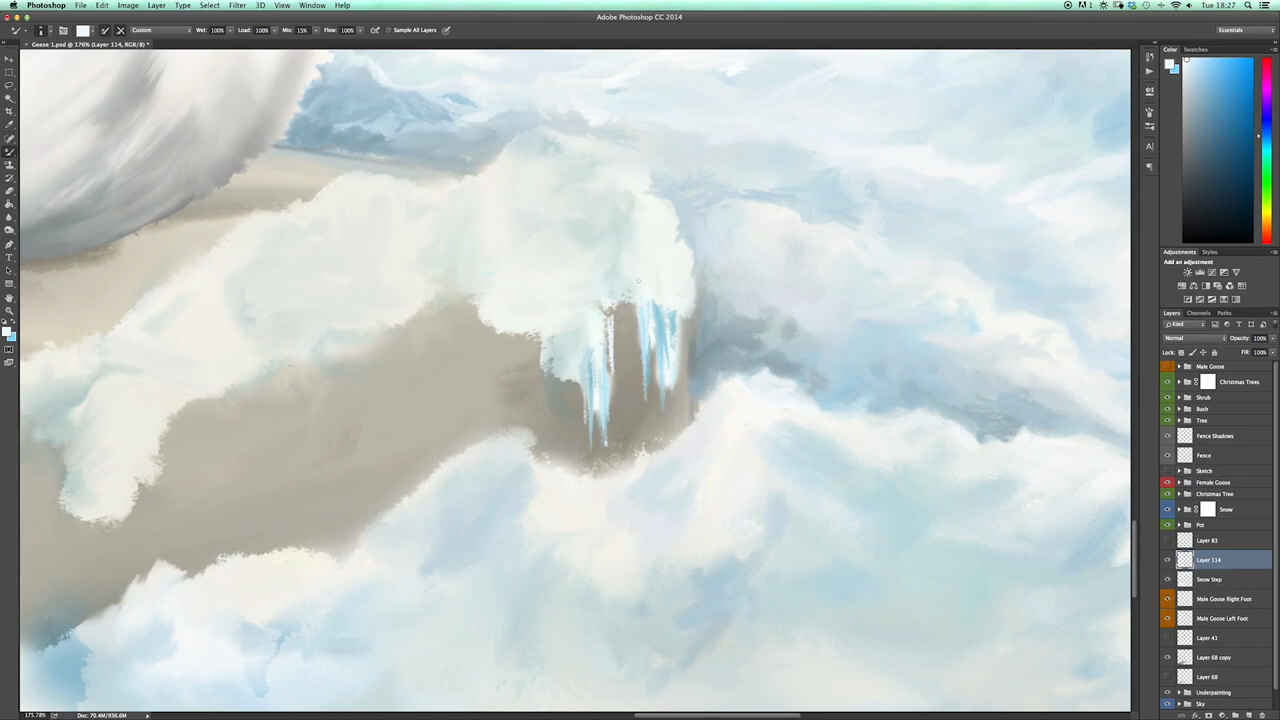 Photoshop File Edit Image Layer Type Select Filter 3D View Window Help 1 Tue 18:27
Adobe Photoshop CC 2014
Custom Wet: 100% Load: 100% Mix: 15% Flow: 100% Sample All Layers Essentials
Geese 1.psd @ 176% (Layer 114, RGB/8) *
Color Swatches
Adjustments Styles
Add an adjustment
Layers Channels Paths
Kind
Normal Opacity: 100%
Lock: Fill: 100%
Male Goose
Christmas Trees
Shrub
Bush
Tree
Fence Shadows
Fence
Sketch
Female Goose
Christmas Tree
Snow
Pot
Layer 83
Layer 114
Snow Step
Male Goose Right Foot
Male Goose Left Foot
Layer 41
Layer 68 copy
Layer 68
Underpainting
Sky
175.78% Doc: 70.4M/936.6M